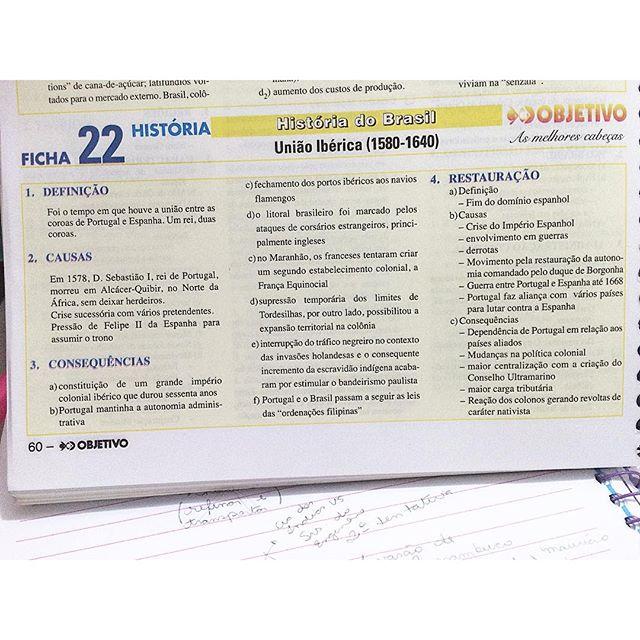 tions" de cana-de-açúcar; latifúndios vol-
tados para o mercado externo. Brasil, colô-
d₂) aumento dos custos de produção.
viviam na "senzala".
FICHA 22 HISTÓRIA
História do Brasil
União Ibérica (1580-1640)
OBJETIVO
As melhores cabeças
1. DEFINIÇÃO
Foi o tempo em que houve a união entre as
coroas de Portugal e Espanha. Um rei, duas
coroas.
2. CAUSAS
Em 1578, D. Sebastião I, rei de Portugal,
morreu em Alcácer-Quibir, no Norte da
África, sem deixar herdeiros.
Crise sucessória com vários pretendentes.
Pressão de Felipe II da Espanha para
assumir o trono
3. CONSEQUÊNCIAS
a) constituição de um grande império
colonial ibérico que durou sessenta anos
b) Portugal mantinha a autonomia adminis-
trativa
c) fechamento dos portos ibéricos aos navios
flamengos
d) o litoral brasileiro foi marcado pelos
ataques de corsários estrangeiros, princi-
palmente ingleses
c) no Maranhão, os franceses tentaram criar
um segundo estabelecimento colonial, a
França Equinocial
d) supressão temporária dos limites de
Tordesilhas, por outro lado, possibilitou a
expansão territorial na colônia
e) interrupção do tráfico negreiro no contexto
das invasões holandesas e o consequente
incremento da escravidão indígena acaba-
ram por estimular o bandeirismo paulista
f) Portugal e o Brasil passam a seguir as leis
das "ordenações filipinas"
4. RESTAURAÇÃO
a) Definição
– Fim do domínio espanhol
b) Causas
– Crise do Império Espanhol
– envolvimento em guerras
– derrotas
– Movimento pela restauração da autono-
mia comandado pelo duque de Borgonha
– Guerra entre Portugal e Espanha até 1668
– Portugal faz aliança com vários países
para lutar contra a Espanha
c) Consequências
– Dependência de Portugal em relação aos
países aliados
– Mudanças na política colonial
– maior centralização com a criação do
Conselho Ultramarino
– maior carga tributária
– Reação dos colonos gerando revoltas de
caráter nativista
60 – OBJETIVO
2ª tentativa